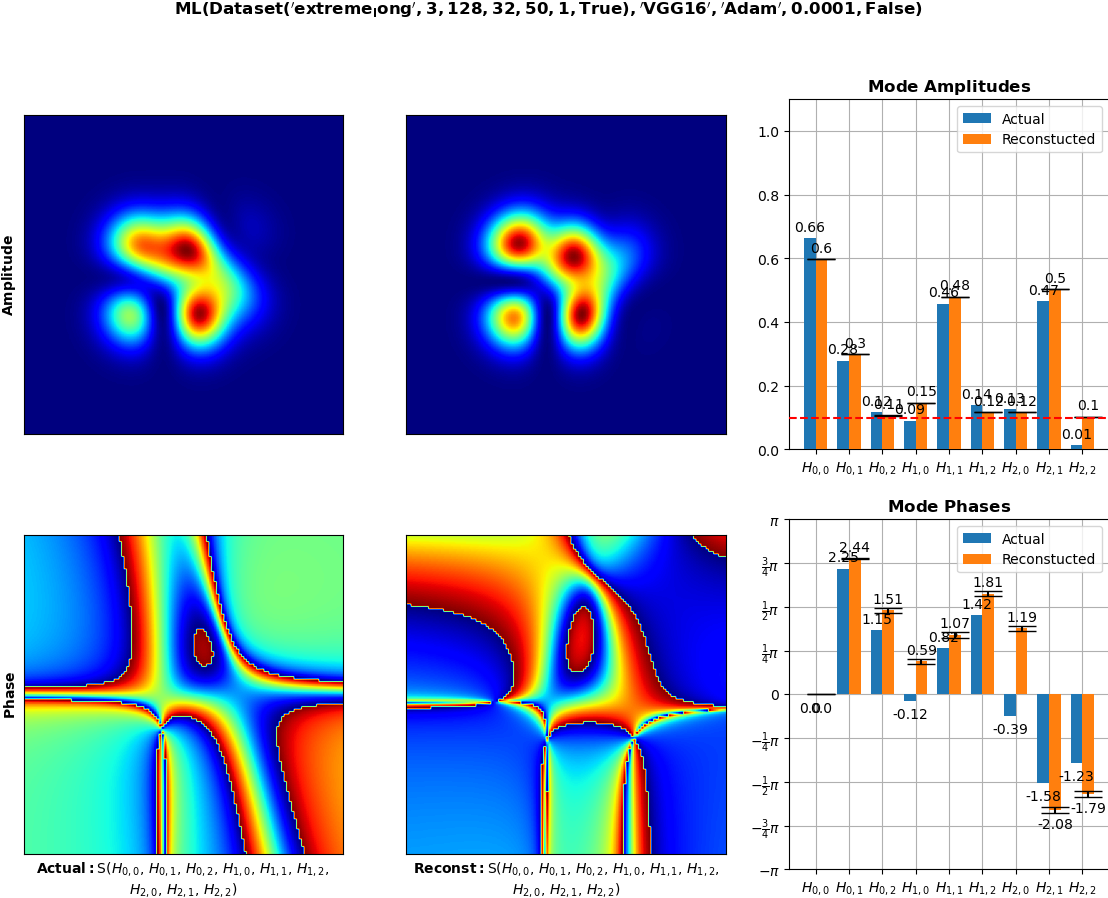 ML(Dataset('extreme_long', 3, 128, 32, 50, 1, True), 'VGG16', 'Adam', 0.0001, False)
Amplitude
Mode Amplitudes
Actual
Reconstucted
1.0
0.8
0.6
0.4
0.2
0.0
0.66
0.6
0.28
0.3
0.12
0.11
0.09
0.15
0.46
0.48
0.14
0.12
0.13
0.12
0.47
0.5
0.01
0.1
H0,0 H0,1 H0,2 H1,0 H1,1 H1,2 H2,0 H2,1 H2,2
Phase
Actual: S(H0,0, H0,1, H0,2, H1,0, H1,1, H1,2,
H2,0, H2,1, H2,2)
Reconst: S(H0,0, H0,1, H0,2, H1,0, H1,1, H1,2,
H2,0, H2,1, H2,2)
Mode Phases
Actual
Reconstucted
π
3/4π
1/2π
1/4π
0
−1/4π
−1/2π
−3/4π
−π
0.0
0.0
2.25
2.44
1.15
1.51
-0.12
0.59
0.82
1.07
1.42
1.81
-0.39
1.19
-1.58
-2.08
-1.23
-1.79
H0,0 H0,1 H0,2 H1,0 H1,1 H1,2 H2,0 H2,1 H2,2